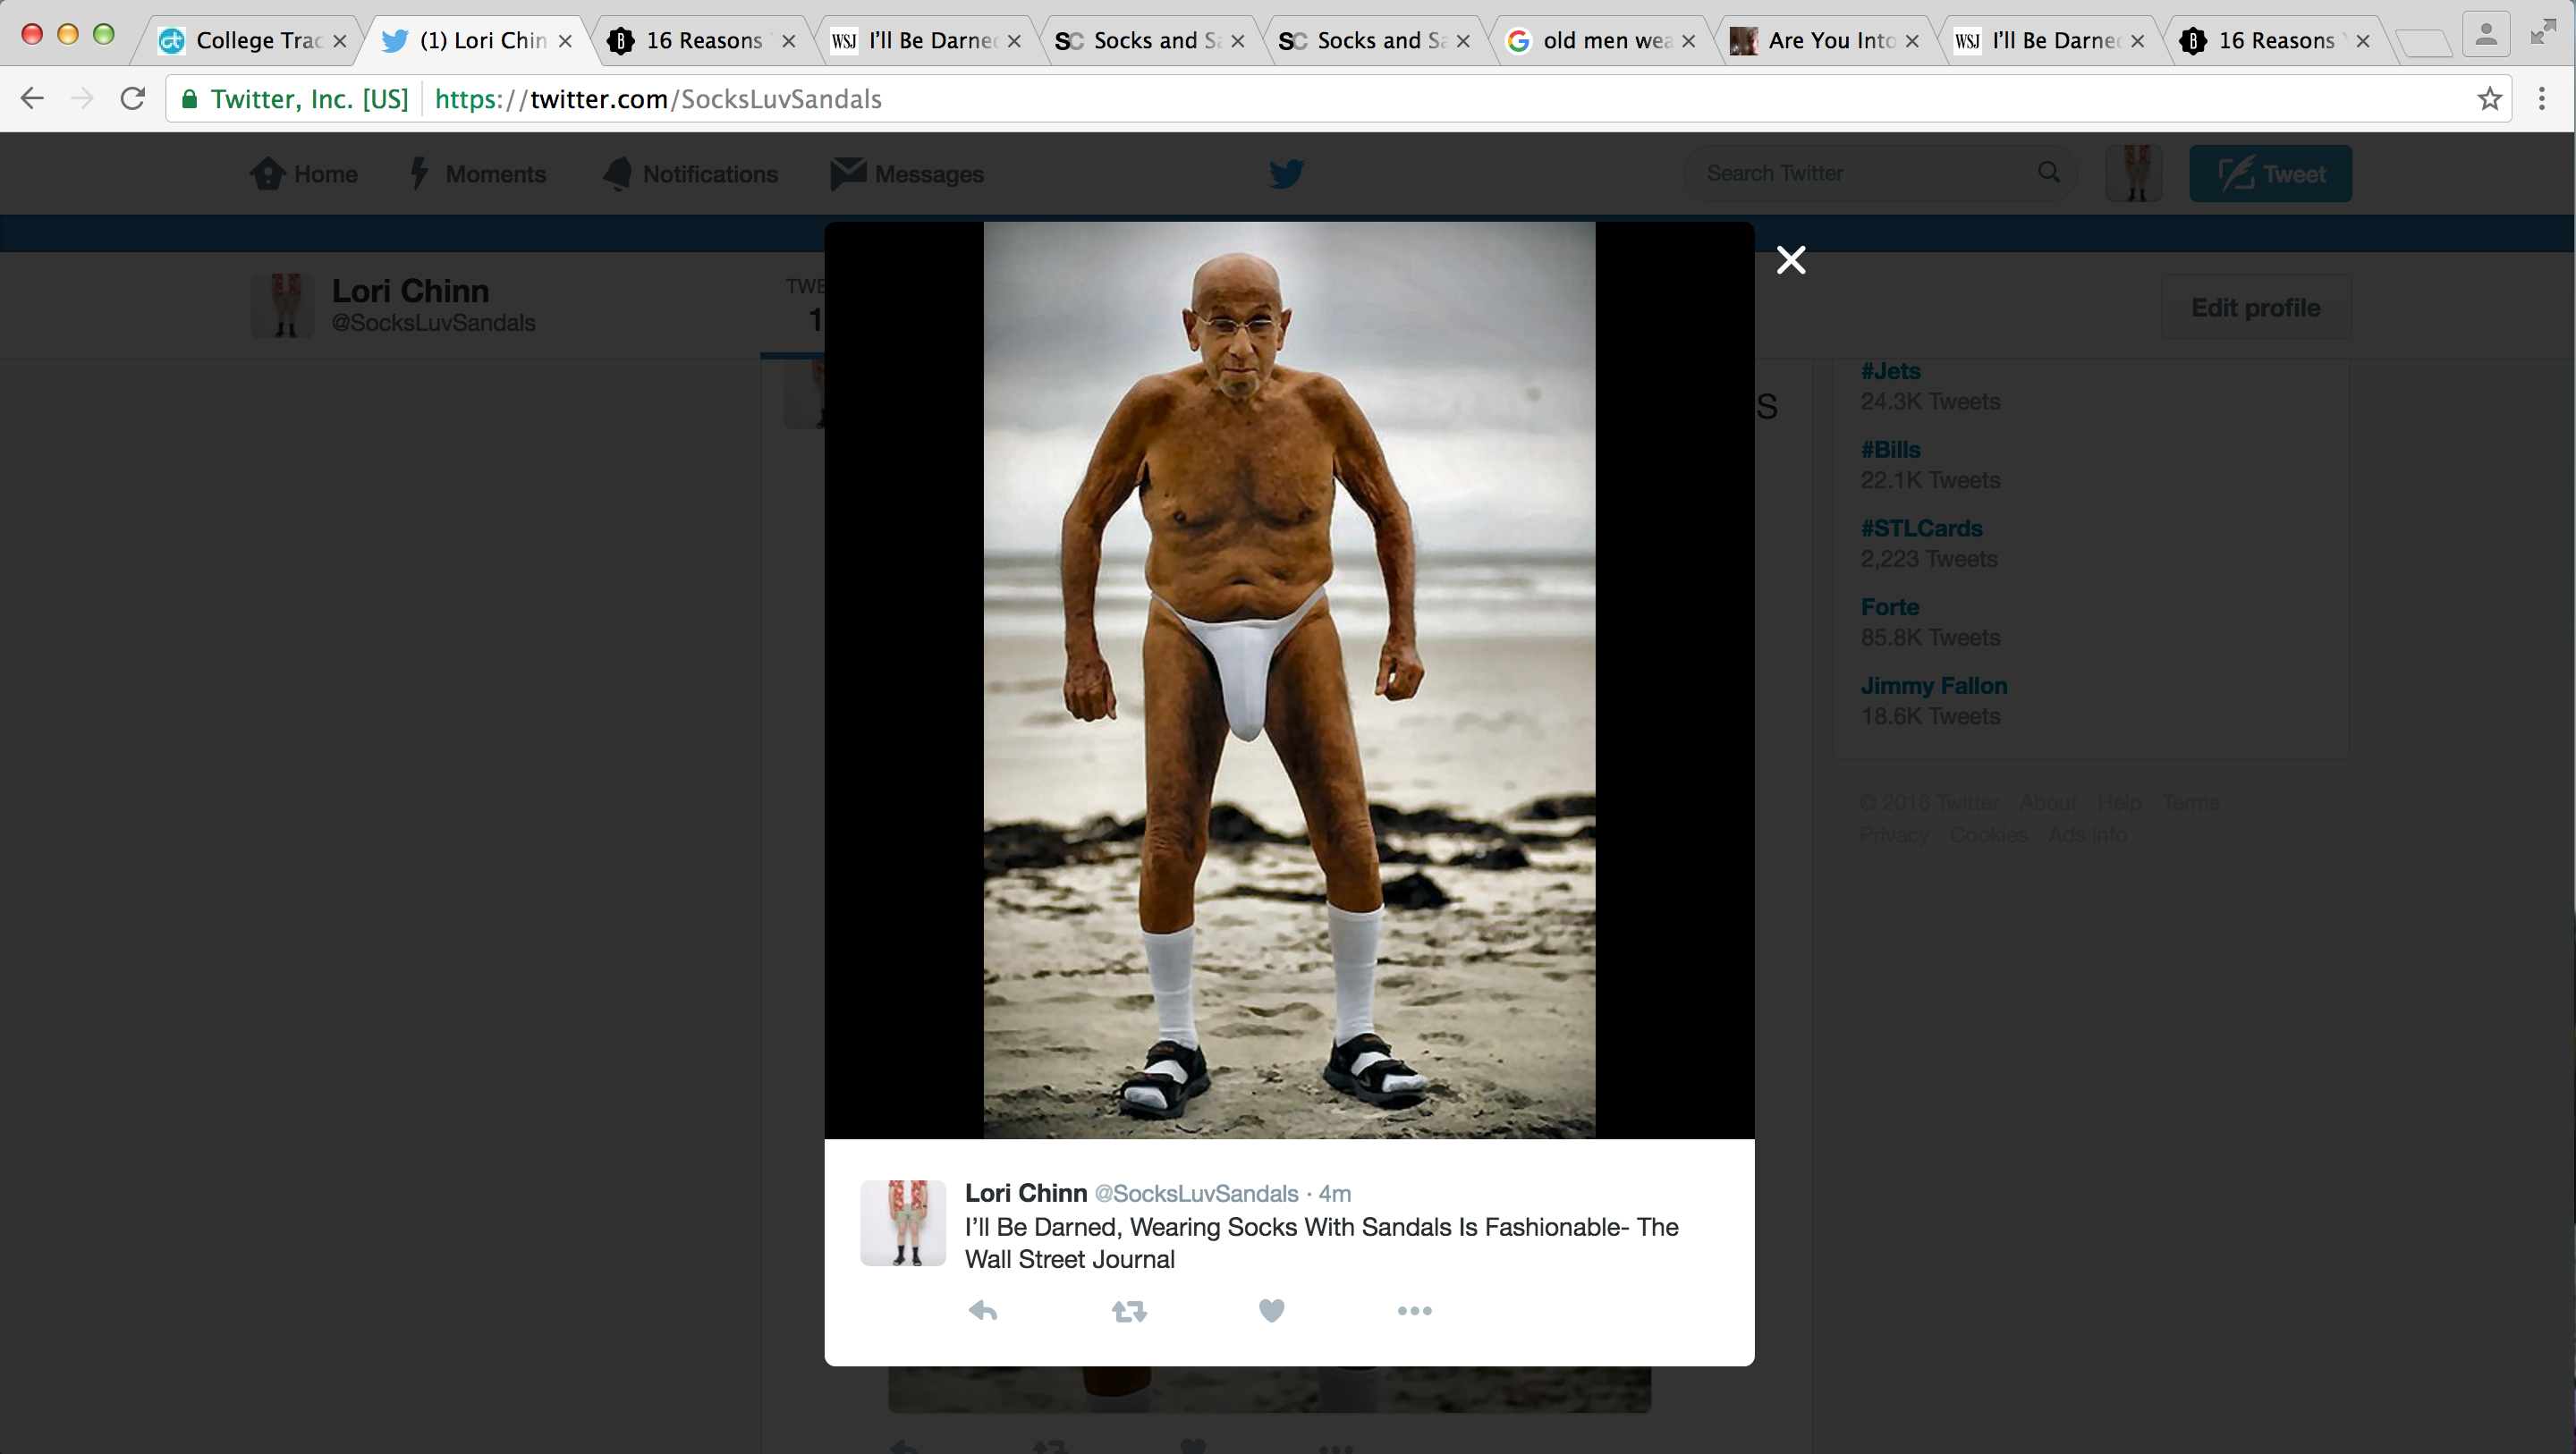 College Trac
(1) Lori Chin
16 Reasons
WSJ I'll Be Darne
SC Socks and Sa
SC Socks and Sa
G old men wea
Are You Into
WSJ I'll Be Darne
B 16 Reasons
Twitter, Inc. [US] https://twitter.com/SocksLuvSandals
Home Moments Notifications Messages Search Twitter Tweet
Lori Chinn
@SocksLuvSandals
TWE
1
Edit profile
s
#Jets
24.3K Tweets
#Bills
22.1K Tweets
#STLCards
2,223 Tweets
Forte
85.8K Tweets
Jimmy Fallon
18.6K Tweets
© 2016 Twitter About Help Terms
Privacy Cookies Ads info
Lori Chinn @SocksLuvSandals · 4m
I'll Be Darned, Wearing Socks With Sandals Is Fashionable- The
Wall Street Journal